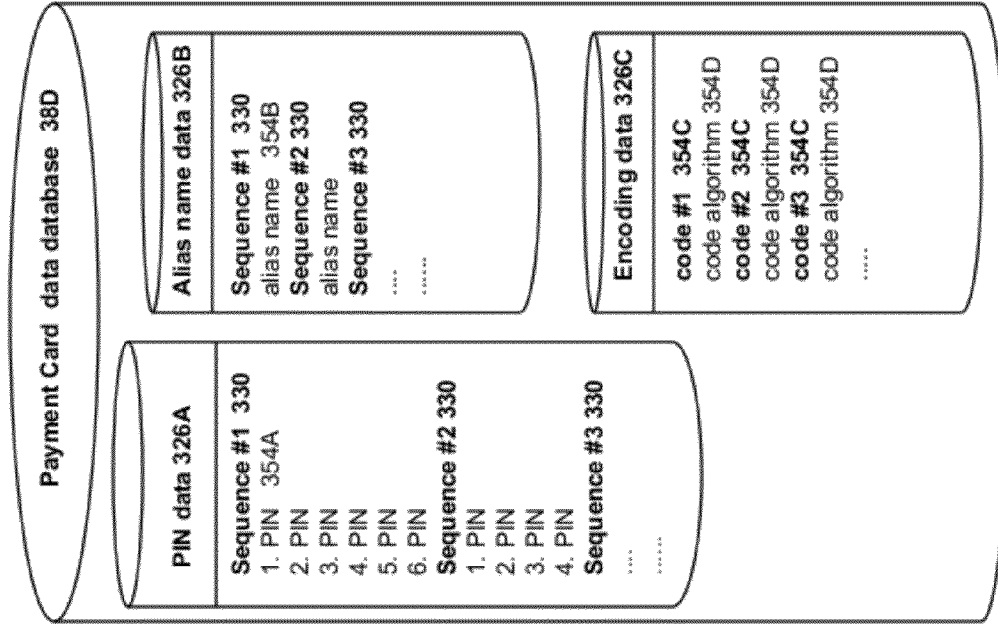 Payment Card data database 38D
PIN data 326A
Sequence #1 330
1. PIN 354A
2. PIN
3. PIN
4. PIN
5. PIN
6. PIN
Sequence #2 330
1. PIN
2. PIN
3. PIN
4. PIN
Sequence #3 330
....
......
Alias name data 326B
Sequence #1 330
alias name 354B
Sequence #2 330
alias name
Sequence #3 330
....
......
Encoding data 326C
code #1 354C
code algorithm 354D
code #2 354C
code algorithm 354D
code #3 354C
code algorithm 354D
.....